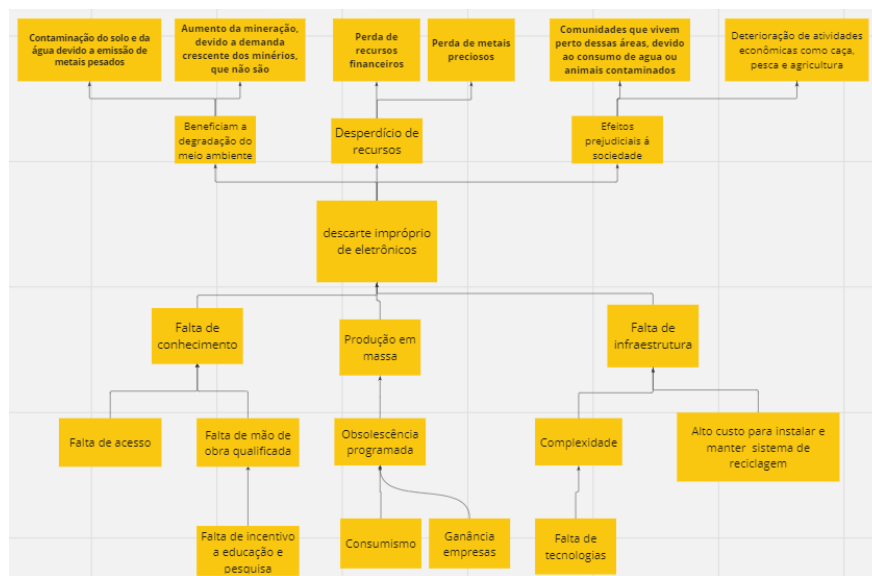 Contaminação do solo e da
água devido a emissão de
metais pesados
Aumento da mineração,
devido a demanda
crescente dos minérios,
que não são
Perda de
recursos
financeiros
Perda de metais
preciosos
Comunidades que vivem
perto dessas áreas, devido
ao consumo de agua ou
animais contaminados
Deterioração de atividades
econômicas como caça,
pesca e agricultura
Beneficiam a
degradação do
meio ambiente
Desperdício de
recursos
Efeitos
prejudiciais á
sociedade
descarte impróprio
de eletrônicos
Falta de
conhecimento
Produção em
massa
Falta de
infraestrutura
Falta de acesso
Falta de mão de
obra qualificada
Obsolescência
programada
Complexidade
Alto custo para instalar e
manter sistema de
reciclagem
Falta de incentivo
a educação e
pesquisa
Consumismo
Ganância
empresas
Falta de
tecnologias